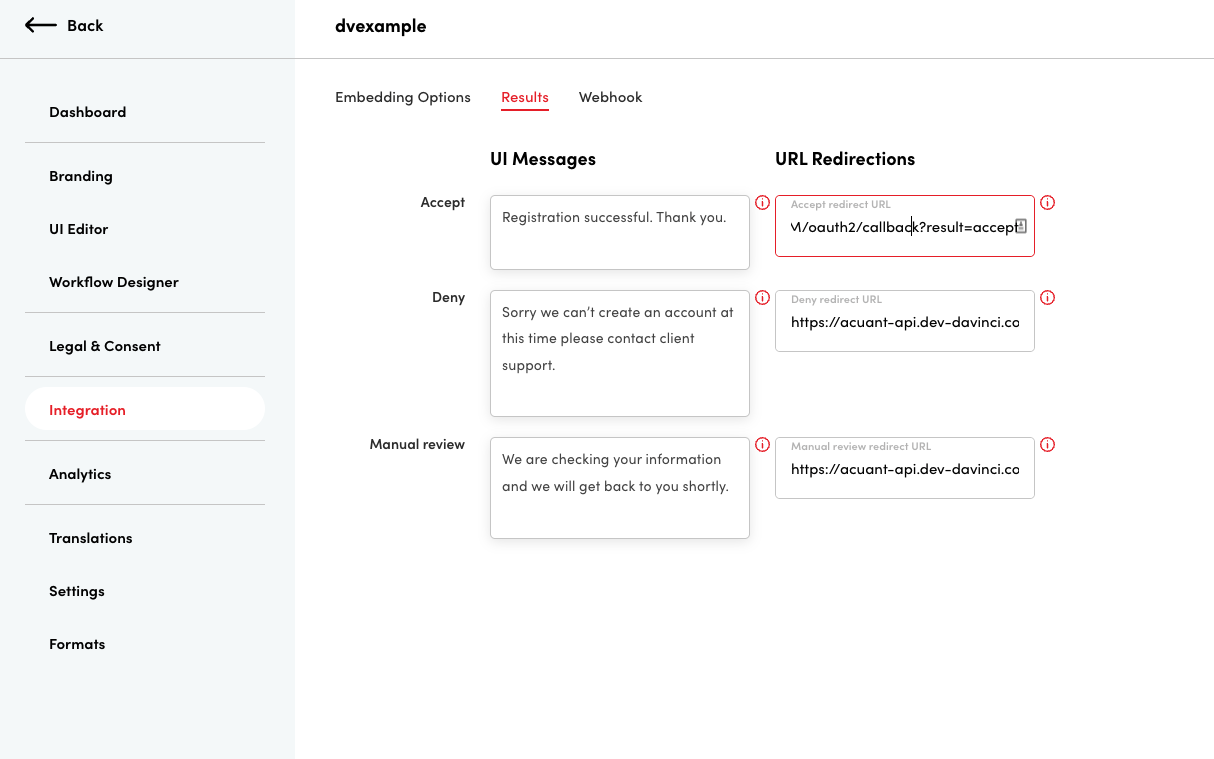 Back
dvexample
Dashboard
Branding
UI Editor
Workflow Designer
Legal & Consent
Integration
Analytics
Translations
Settings
Formats
Embedding Options
Results
Webhook
UI Messages
URL Redirections
Accept
Registration successful. Thank you.
Accept redirect URL
/oauth2/callback?result=accept
Deny
Sorry we can’t create an account at
this time please contact client
support.
Deny redirect URL
https://acuant-api.dev-davinci.co
Manual review
We are checking your information
and we will get back to you shortly.
Manual review redirect URL
https://acuant-api.dev-davinci.co